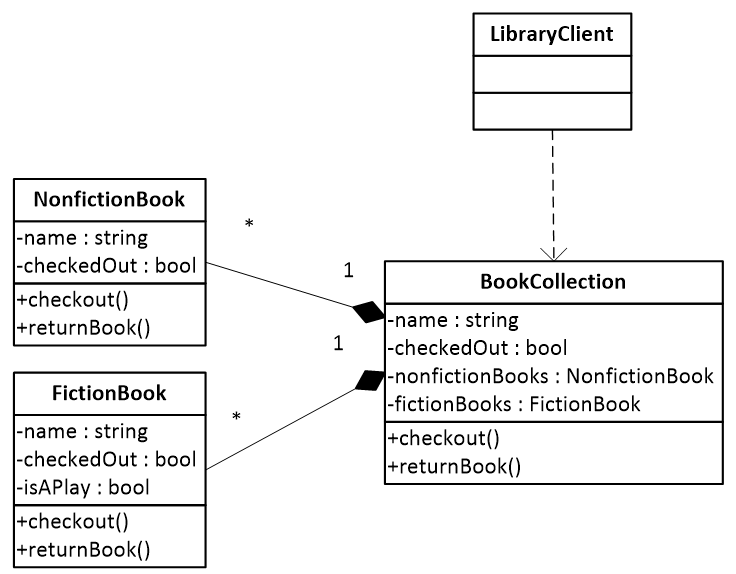 LibraryClient
NonfictionBook
-name : string
-checkedOut : bool
+checkout()
+returnBook()
*
1
BookCollection
-name : string
-checkedOut : bool
-nonfictionBooks : NonfictionBook
-fictionBooks : FictionBook
+checkout()
+returnBook()
1
*
FictionBook
-name : string
-checkedOut : bool
-isAPlay : bool
+checkout()
+returnBook()